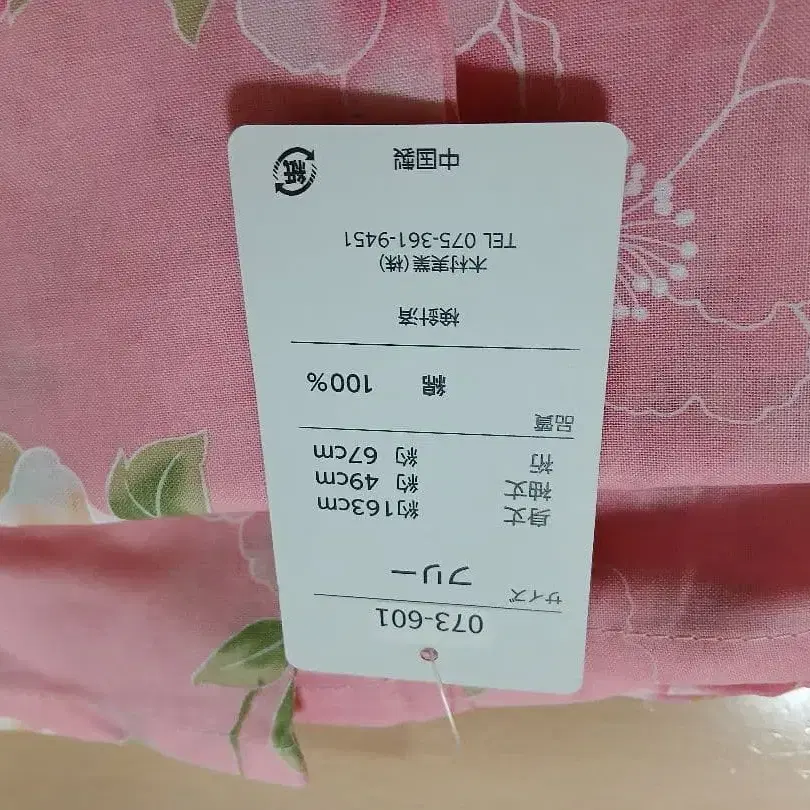 073-601
サイズ
フリー
身丈 約163cm
袖丈 約 49cm
裄 約 67cm
品質
綿 100%
検針済
木村実業(株)
TEL 075-361-9451
中国製
紙